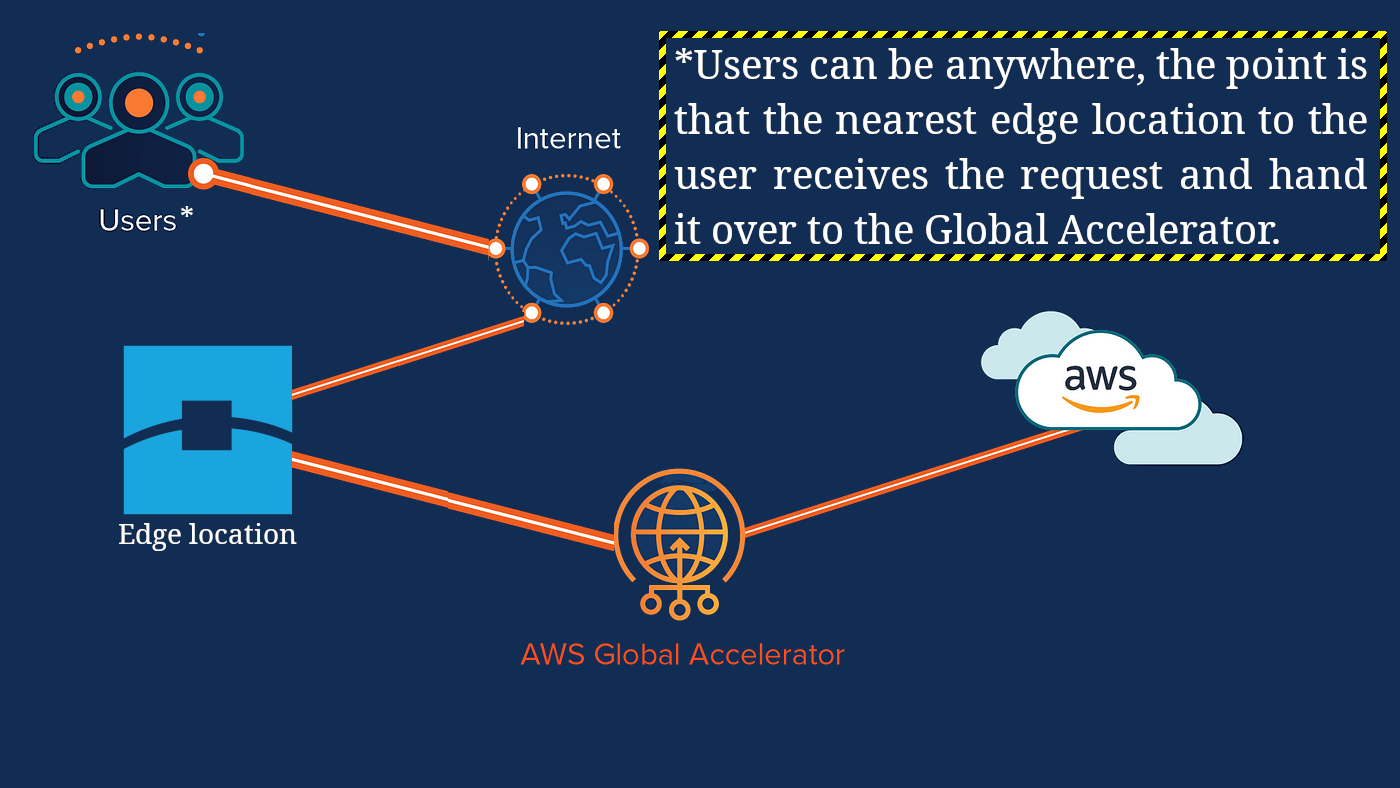 *Users can be anywhere, the point is
that the nearest edge location to the
user receives the request and hand
it over to the Global Accelerator.
Internet
Users*
aws
Edge location
AWS Global Accelerator